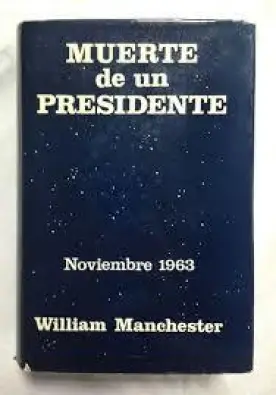 MUERTE
de un
PRESIDENTE
Noviembre 1963
William Manchester